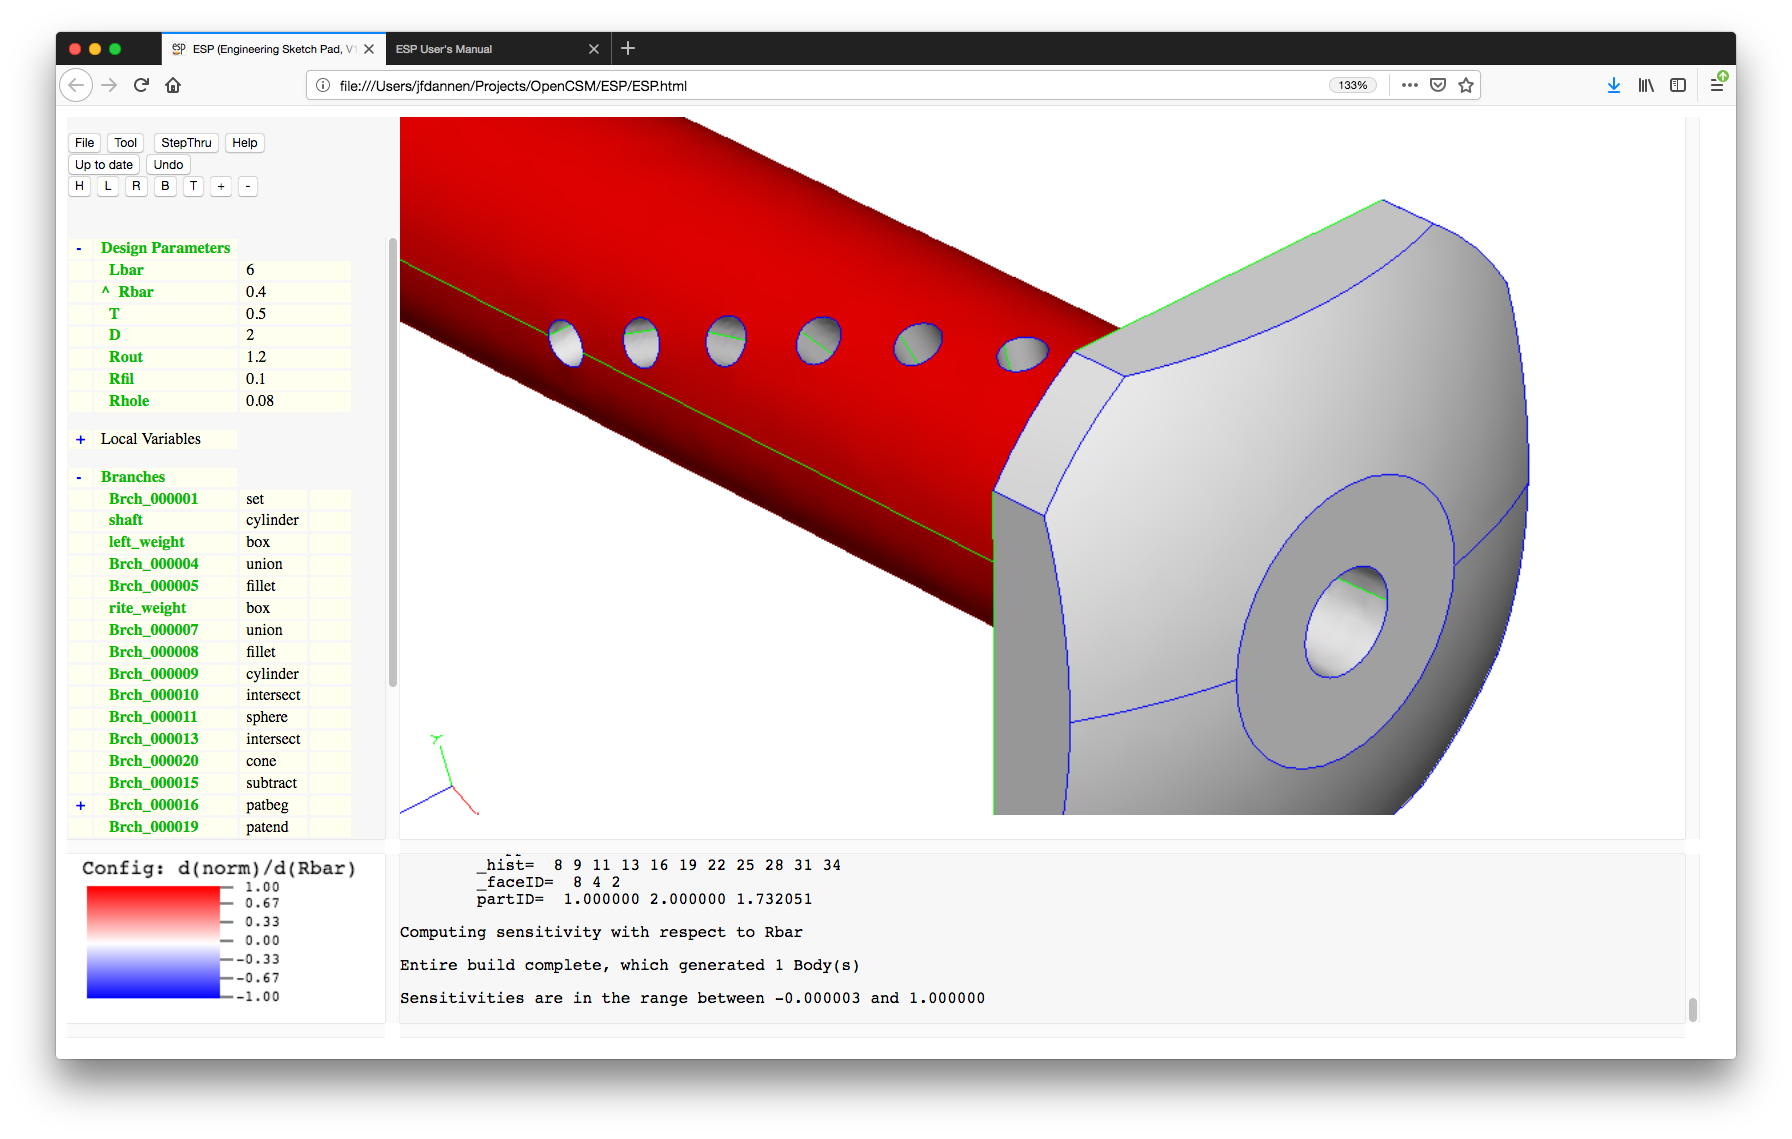 ESP (Engineering Sketch Pad, V1
ESP User's Manual
file:///Users/jfdannen/Projects/OpenCSM/ESP/ESP.html
133%
File Tool StepThru Help
Up to date Undo
H L R B T + -
- Design Parameters
Lbar 6
^ Rbar 0.4
T 0.5
D 2
Rout 1.2
Rfil 0.1
Rhole 0.08
+ Local Variables
- Branches
Brch_000001 set
shaft cylinder
left_weight box
Brch_000004 union
Brch_000005 fillet
rite_weight box
Brch_000007 union
Brch_000008 fillet
Brch_000009 cylinder
Brch_000010 intersect
Brch_000011 sphere
Brch_000013 intersect
Brch_000020 cone
Brch_000015 subtract
+ Brch_000016 patbeg
Brch_000019 patend
Y
Config: d(norm)/d(Rbar)
1.00
0.67
0.33
0.00
-0.33
-0.67
-1.00
_hist= 8 9 11 13 16 19 22 25 28 31 34
_faceID= 8 4 2
partID= 1.000000 2.000000 1.732051
Computing sensitivity with respect to Rbar
Entire build complete, which generated 1 Body(s)
Sensitivities are in the range between -0.000003 and 1.000000